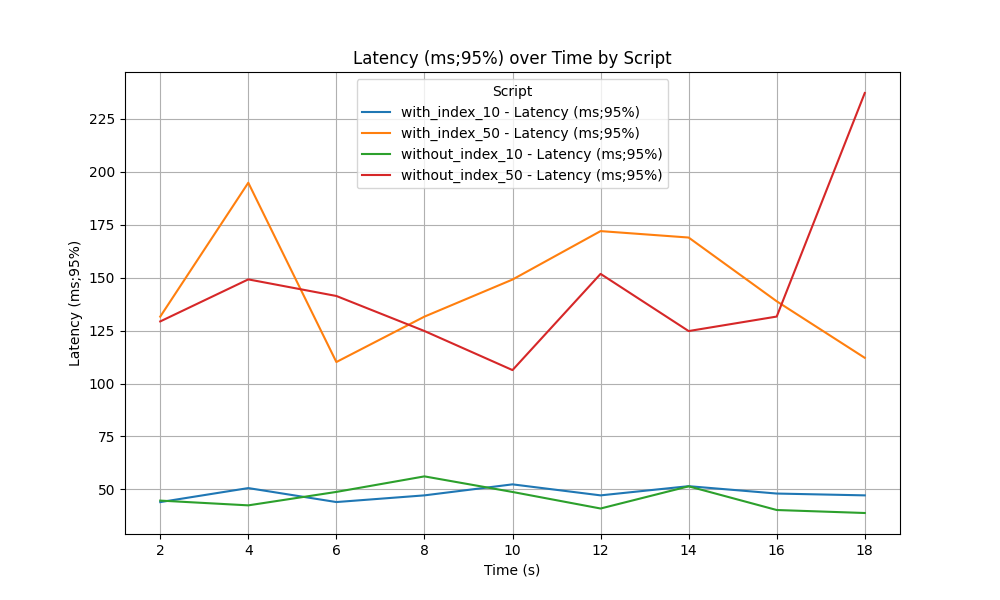 Latency (ms;95%) over Time by Script
Script
with_index_10 - Latency (ms;95%)
with_index_50 - Latency (ms;95%)
without_index_10 - Latency (ms;95%)
without_index_50 - Latency (ms;95%)
Latency (ms;95%)
225
200
175
150
125
100
75
50
2 4 6 8 10 12 14 16 18
Time (s)